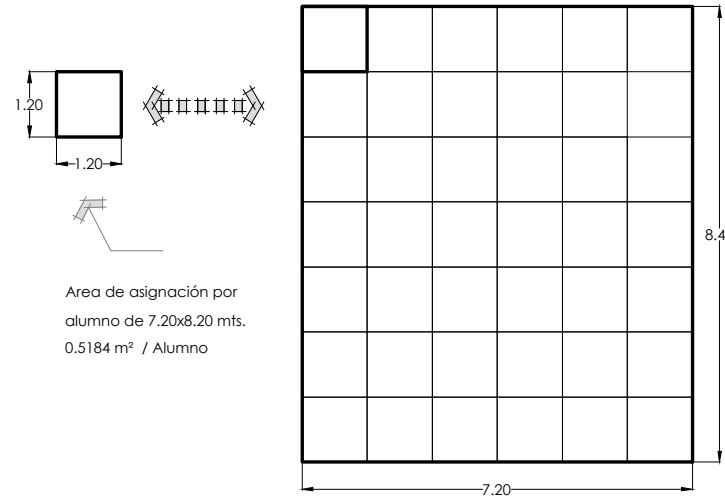 1.20
1.20
Area de asignación por
alumno de 7.20x8.20 mts.
0.5184 m² / Alumno
8.4
7.20